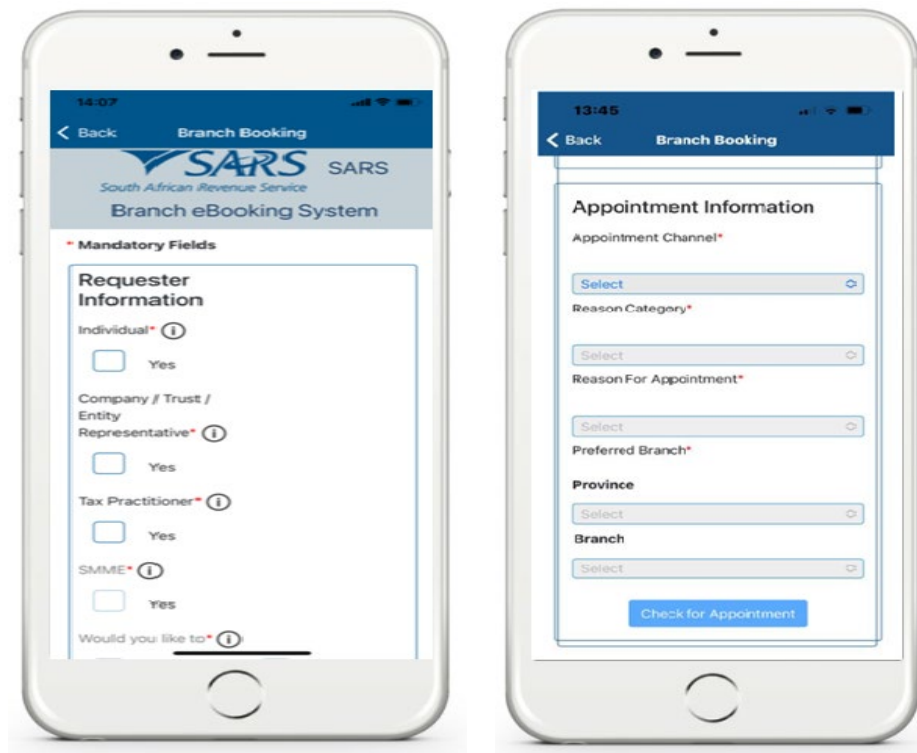 14:07
Back Branch Booking
SARS SARS
South African Revenue Service
Branch eBooking System
* Mandatory Fields
Requester
Information
Individual*
Yes
Company / Trust /
Entity
Representative*
Yes
Tax Practitioner*
Yes
SMME*
Yes
Would you like to*
13:45
Back Branch Booking
Appointment Information
Appointment Channel*
Select
Reason Category*
Select
Reason For Appointment*
Select
Preferred Branch*
Province
Select
Branch
Select
Check for Appointment